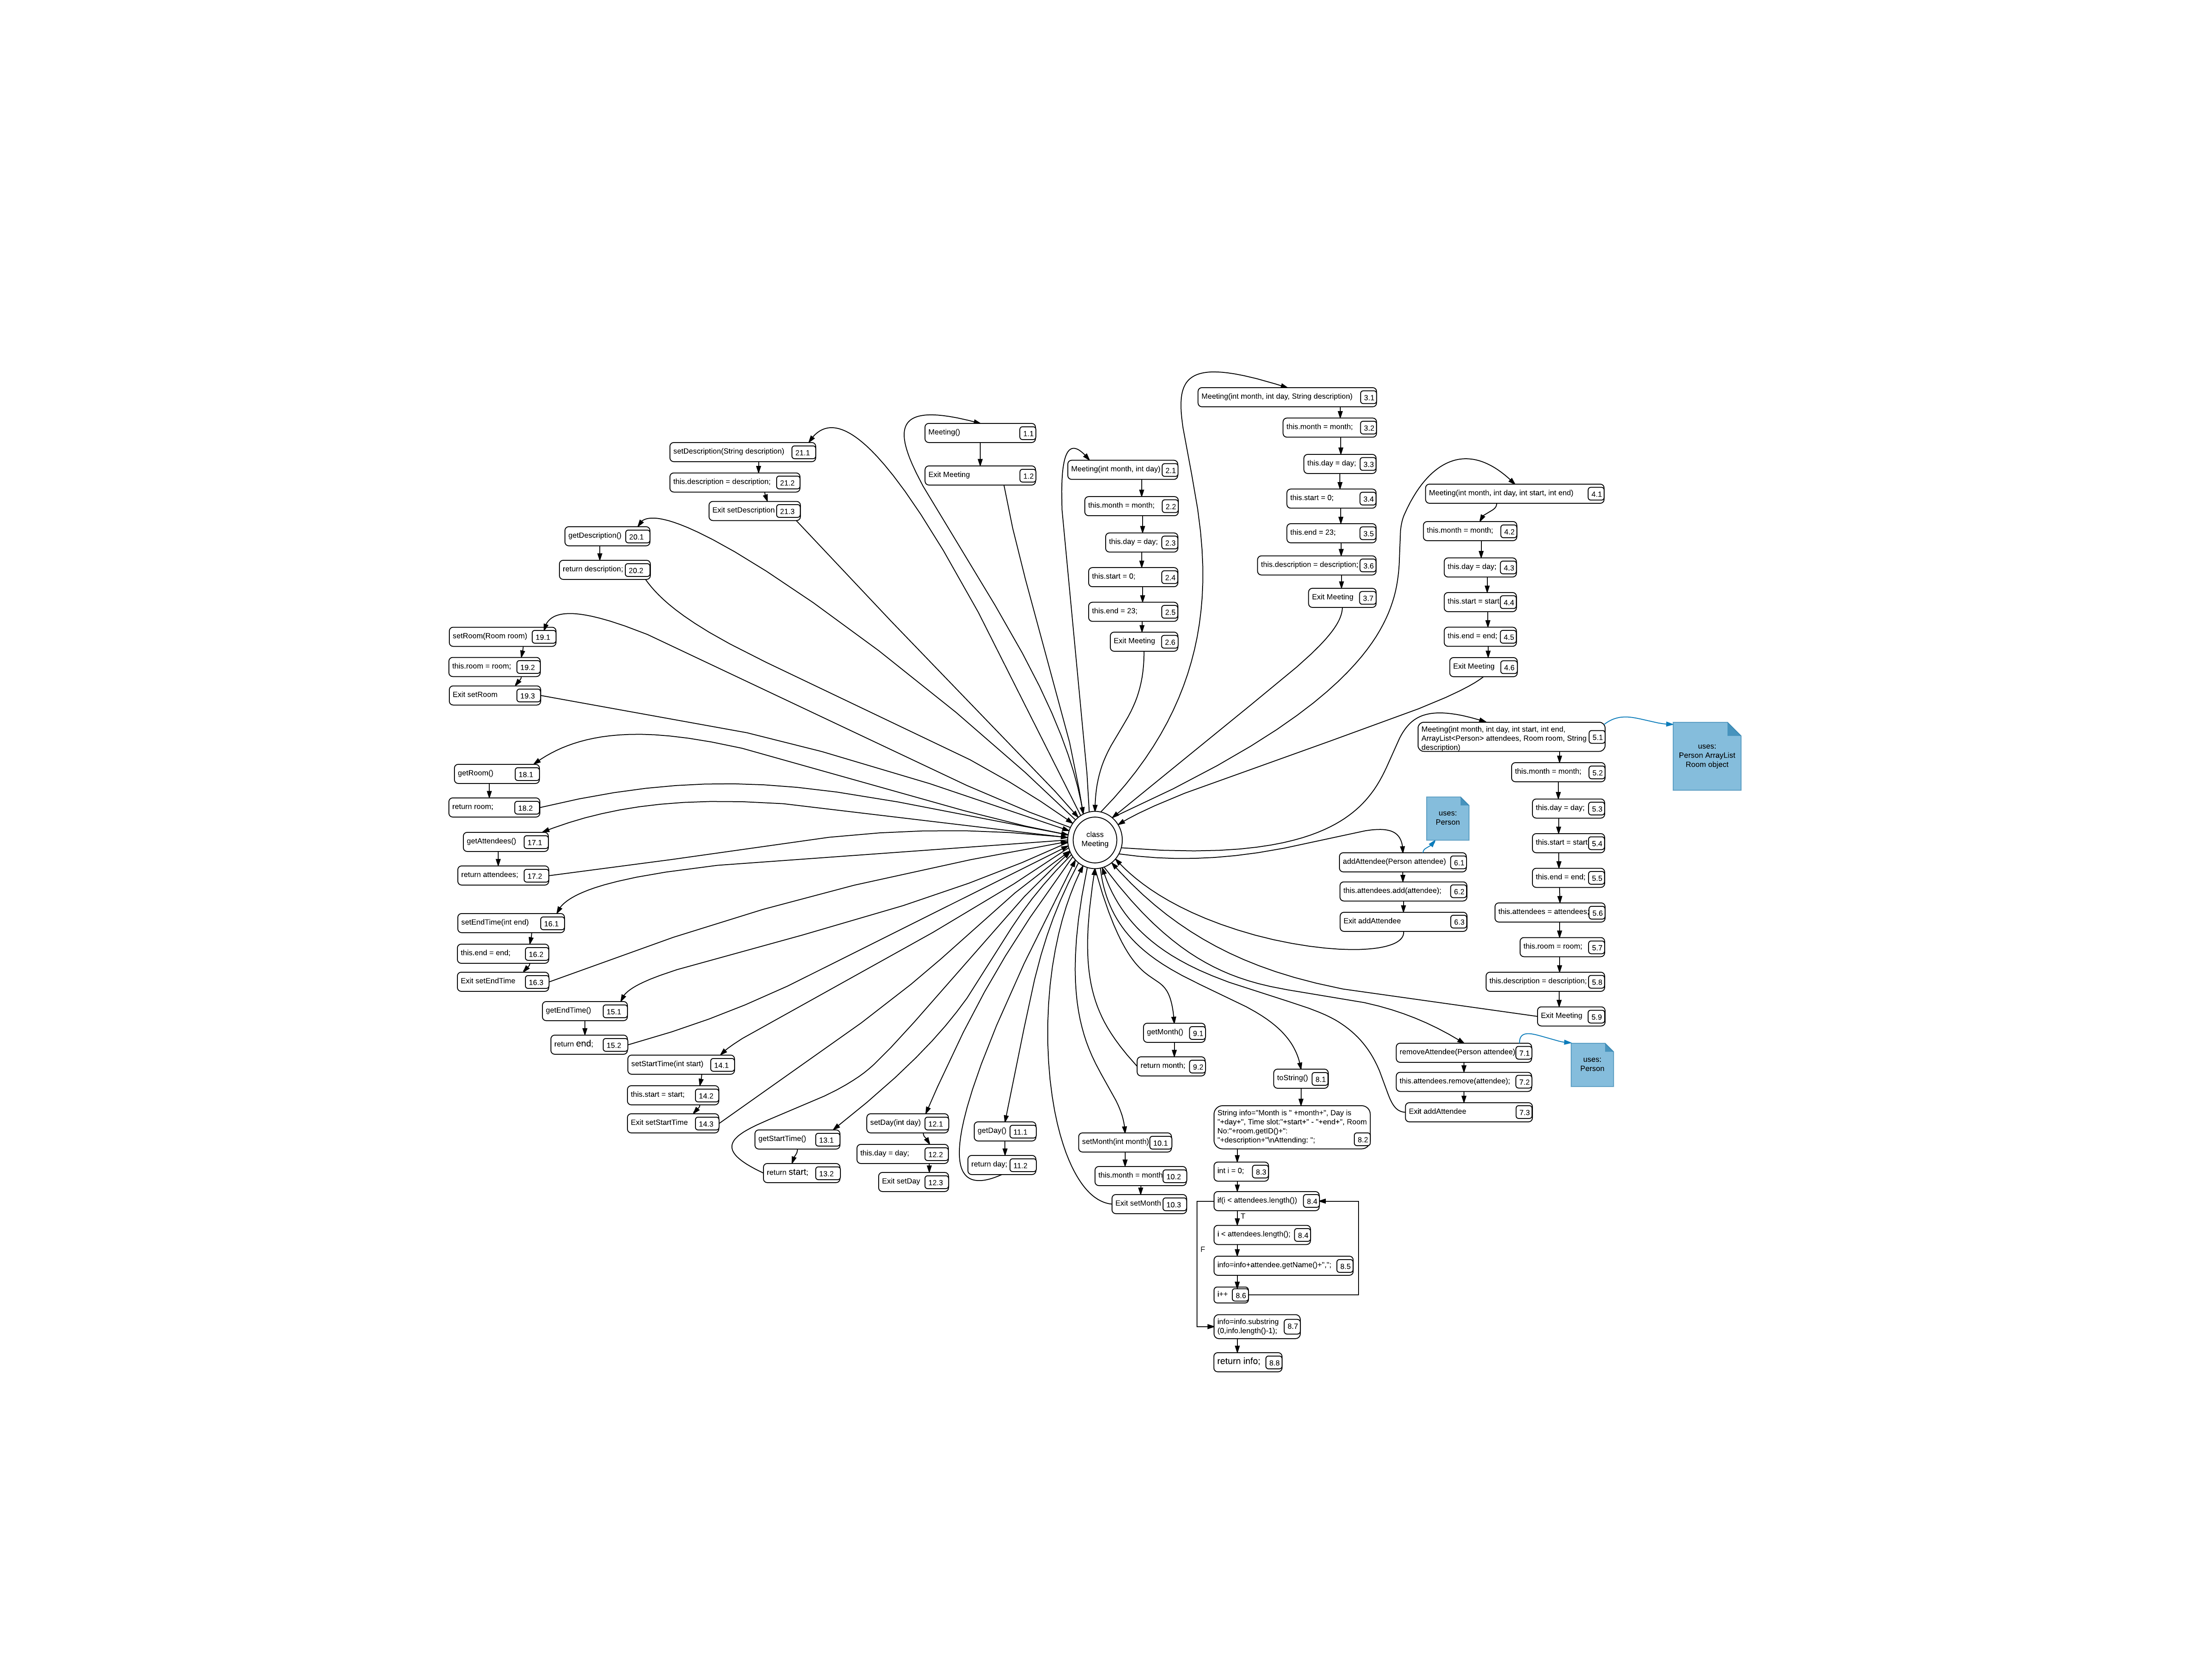 class
Meeting
Meeting()
1.1
Exit Meeting
1.2
Meeting(int month, int day)
2.1
this.month = month;
2.2
this.day = day;
2.3
this.start = 0;
2.4
this.end = 23;
2.5
Exit Meeting
2.6
Meeting(int month, int day, String description)
3.1
this.month = month;
3.2
this.day = day;
3.3
this.start = 0;
3.4
this.end = 23;
3.5
this.description = description;
3.6
Exit Meeting
3.7
Meeting(int month, int day, int start, int end)
4.1
this.month = month;
4.2
this.day = day;
4.3
this.start = start
4.4
this.end = end;
4.5
Exit Meeting
4.6
Meeting(int month, int day, int start, int end,
ArrayList<Person> attendees, Room room, String
description)
5.1
uses:
Person ArrayList
Room object
this.month = month;
5.2
this.day = day;
5.3
this.start = start
5.4
this.end = end;
5.5
this.attendees = attendees;
5.6
this.room = room;
5.7
this.description = description;
5.8
Exit Meeting
5.9
uses:
Person
addAttendee(Person attendee)
6.1
this.attendees.add(attendee);
6.2
Exit addAttendee
6.3
removeAttendee(Person attendee)
7.1
uses:
Person
this.attendees.remove(attendee);
7.2
Exit addAttendee
7.3
toString()
8.1
String info="Month is " +month+", Day is
"+day+", Time slot:"+start+" - "+end+", Room
No:"+room.getID()+":
"+description+"\nAttending: ";
8.2
int i = 0;
8.3
if(i < attendees.length())
8.4
T
F
i < attendees.length();
8.4
info=info+attendee.getName()+",";
8.5
i++
8.6
info=info.substring
(0,info.length()-1);
8.7
return info;
8.8
getMonth()
9.1
return month;
9.2
setMonth(int month)
10.1
this.month = month
10.2
Exit setMonth
10.3
getDay()
11.1
return day;
11.2
setDay(int day)
12.1
this.day = day;
12.2
Exit setDay
12.3
getStartTime()
13.1
return start;
13.2
setStartTime(int start)
14.1
this.start = start;
14.2
Exit setStartTime
14.3
getEndTime()
15.1
return end;
15.2
setEndTime(int end)
16.1
this.end = end;
16.2
Exit setEndTime
16.3
getAttendees()
17.1
return attendees;
17.2
getRoom()
18.1
return room;
18.2
setRoom(Room room)
19.1
this.room = room;
19.2
Exit setRoom
19.3
getDescription()
20.1
return description;
20.2
setDescription(String description)
21.1
this.description = description;
21.2
Exit setDescription
21.3